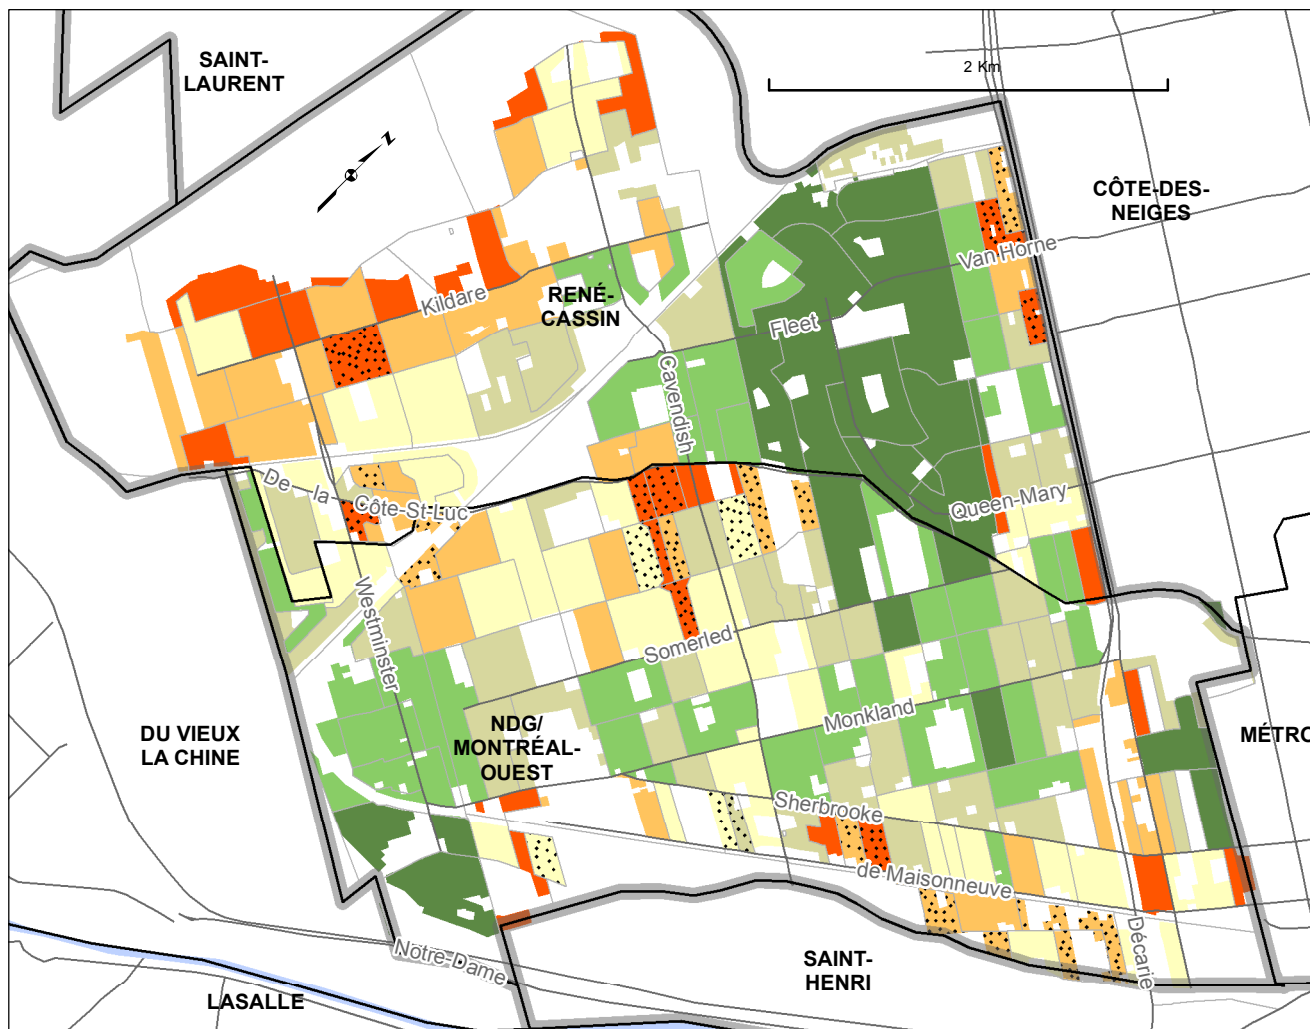 SAINT-
LAURENT
2 Km
N
CÔTE-DES-
NEIGES
Van Horne
Kildare
RENÉ-
CASSIN
Fleet
Cavendish
De la Côte-St-Luc
Queen-Mary
Westminster
Somerled
DU VIEUX
LA CHINE
NDG/
MONTRÉAL-
OUEST
Monkland
MÉTRO
Sherbrooke
de Maisonneuve
Notre-Dame
SAINT-
HENRI
Décarie
LASALLE